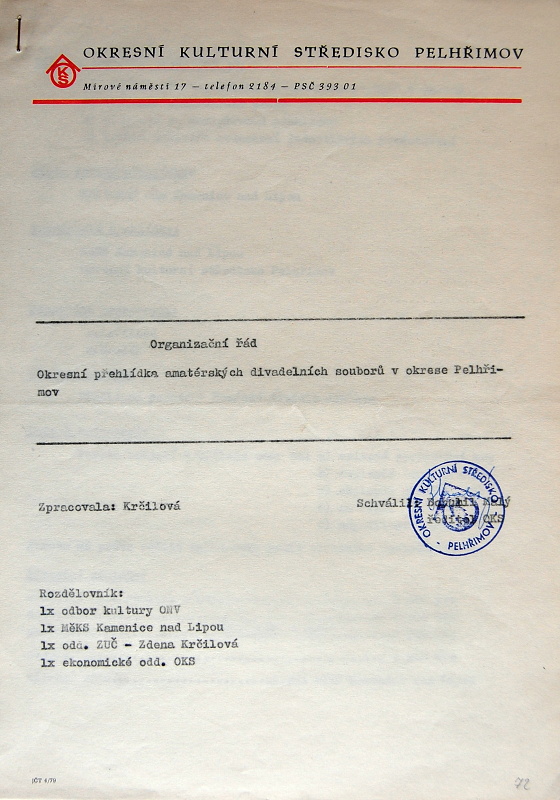 OKRESNÍ KULTURNÍ STŘEDISKO PELHŘIMOV
OKS
Mírové náměstí 17 — telefon 2184 — PSČ 393 01
Organizační řád
Okresní přehlídka amatérských divadelních souborů v okrese Pelhři-
mov
Zpracovala: Krčilová
Schválil: Bohumil
ředitel OKS
OKRESNÍ KULTURNÍ STŘEDISKO
- PELHŘIMOV -
Rozdělovník:
1x odbor kultury ONV
1x MěKS Kamenice nad Lipou
1x odd. ZUČ – Zdena Krčilová
1x ekonomické odd. OKS
JČT 4/79
72